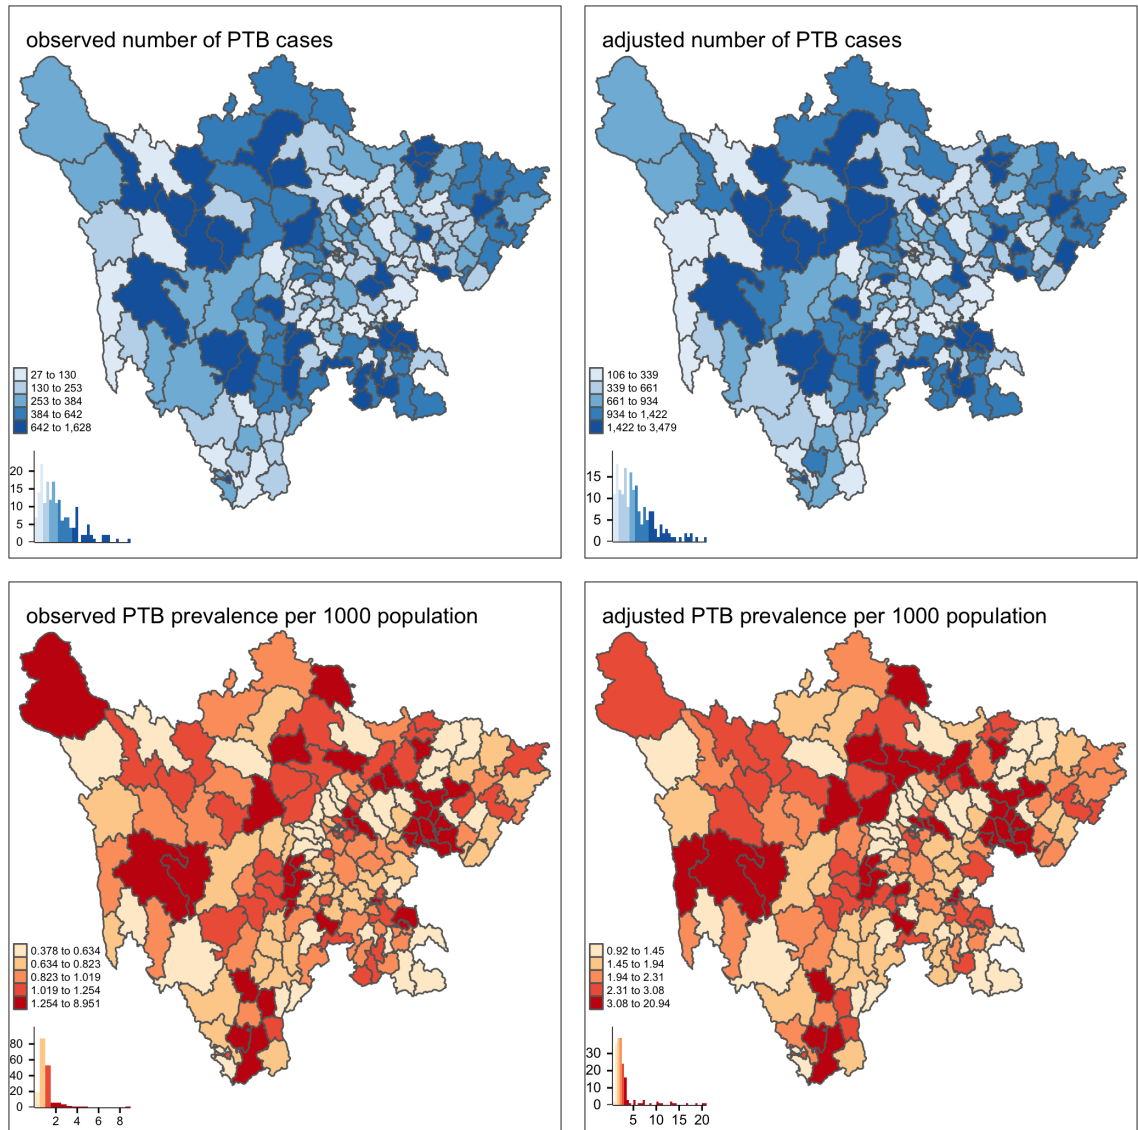 observed number of PTB cases
27 to 130
130 to 253
253 to 384
384 to 642
642 to 1,628
20
15
10
5
0
adjusted number of PTB cases
106 to 339
339 to 661
661 to 934
934 to 1,422
1,422 to 3,479
15
10
5
0
observed PTB prevalence per 1000 population
0.378 to 0.634
0.634 to 0.823
0.823 to 1.019
1.019 to 1.254
1.254 to 8.951
80
60
40
20
0
2 4 6 8
adjusted PTB prevalence per 1000 population
0.92 to 1.45
1.45 to 1.94
1.94 to 2.31
2.31 to 3.08
3.08 to 20.94
30
20
10
0
5 10 15 20